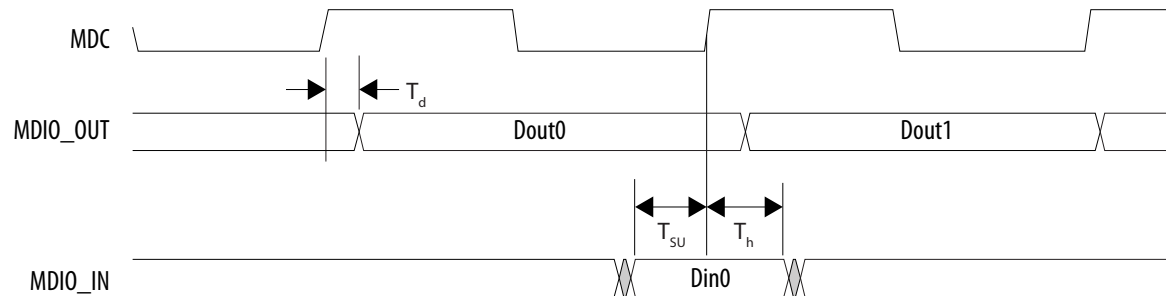 MDC
T_d
MDIO_OUT
Dout0
Dout1
T_SU
T_h
MDIO_IN
Din0